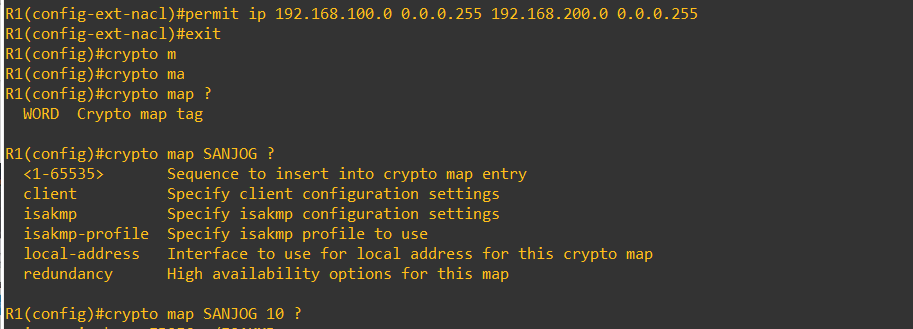 R1(config-ext-nacl)#permit ip 192.168.100.0 0.0.0.255 192.168.200.0 0.0.0.255
R1(config-ext-nacl)#exit
R1(config)#crypto m
R1(config)#crypto ma
R1(config)#crypto map ?
  WORD  Crypto map tag

R1(config)#crypto map SANJOG ?
  <1-65535>       Sequence to insert into crypto map entry
  client          Specify client configuration settings
  isakmp          Specify isakmp configuration settings
  isakmp-profile  Specify isakmp profile to use
  local-address   Interface to use for local address for this crypto map
  redundancy      High availability options for this map

R1(config)#crypto map SANJOG 10 ?